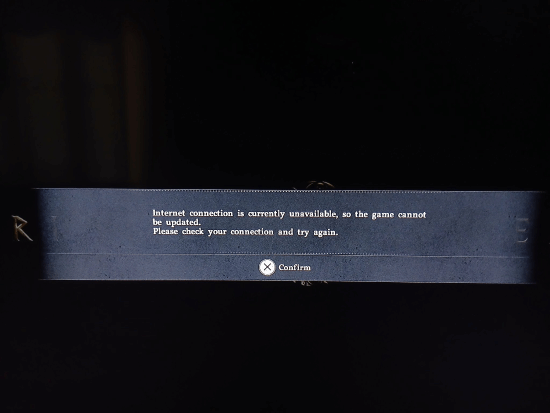 Internet connection is currently unavailable, so the game cannot
be updated.
Please check your connection and try again.
R E
Confirm